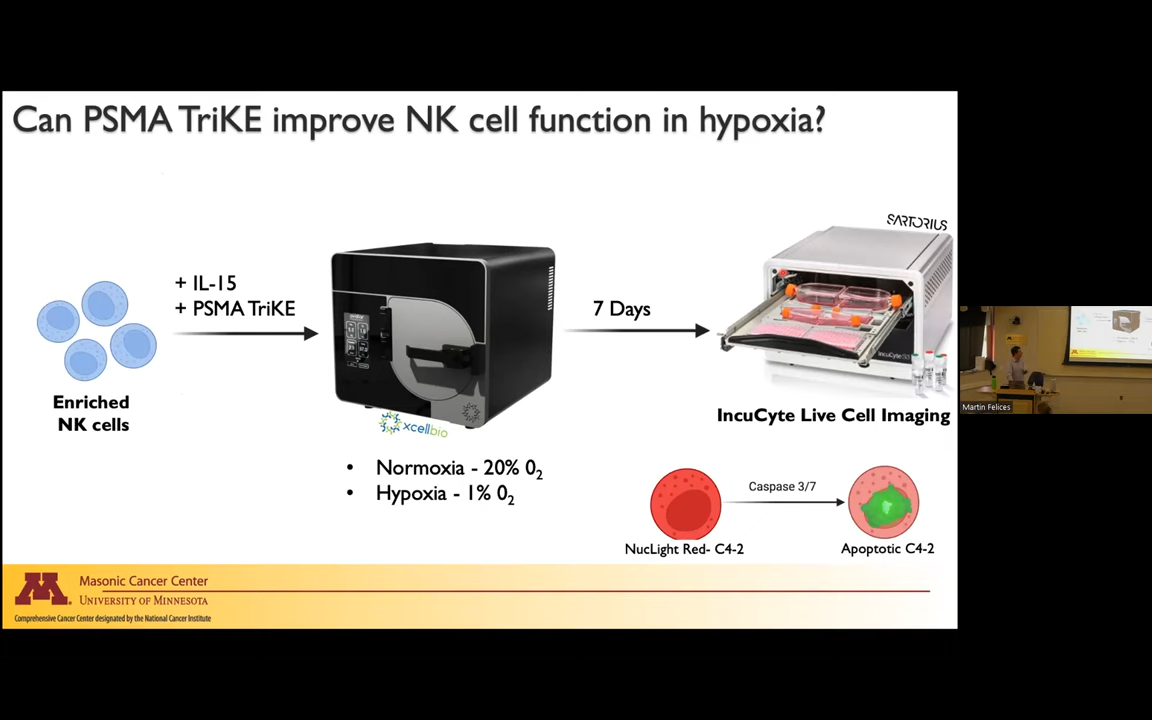 Can PSMA TriKE improve NK cell function in hypoxia?
SARTORIUS
+ IL-15
+ PSMA TriKE
7 Days
IncuCyte
Enriched
NK cells
xcellbio
IncuCyte Live Cell Imaging
• Normoxia - 20% 0₂
• Hypoxia - 1% 0₂
Caspase 3/7
NucLight Red- C4-2
Apoptotic C4-2
Martin Felices
M
Masonic Cancer Center
UNIVERSITY OF MINNESOTA
Comprehensive Cancer Center designated by the National Cancer Institute